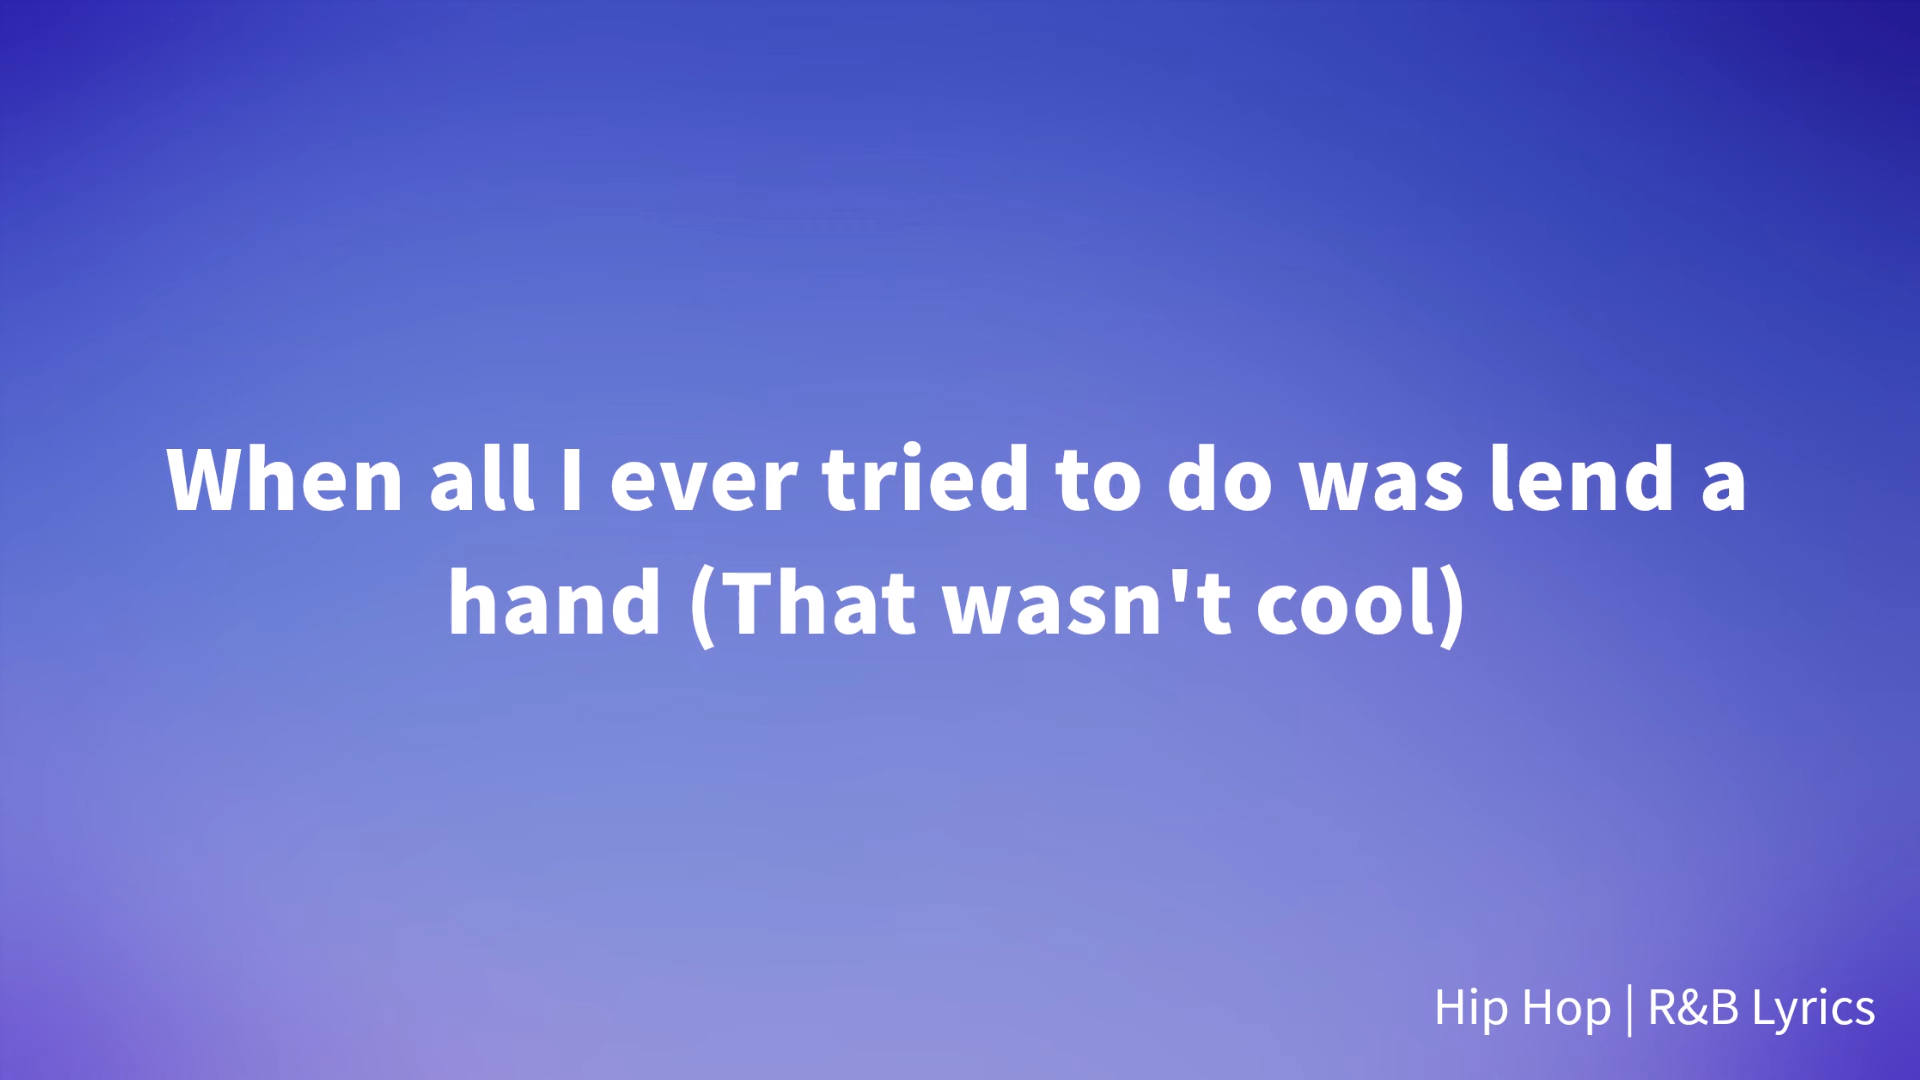 When all I ever tried to do was lend a
hand (That wasn't cool)
Hip Hop | R&B Lyrics